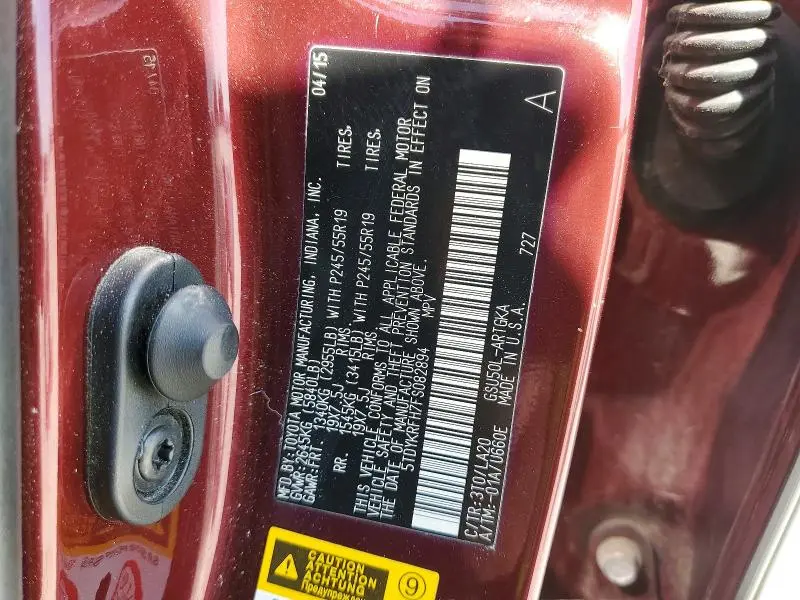 MFD.BY:TOYOTA MOTOR MANUFACTURING, INDIANA, INC. 04/15
GVWR:2645KG (5840LB)
GAWR:FRT. 1340KG (2955LB) WITH P245/55R19 TIRES,
19X7.5J RIMS,
RR. 1545KG (3415LB) WITH P245/55R19 TIRES,
19X7.5J RIMS,
THIS VEHICLE CONFORMS TO ALL APPLICABLE FEDERAL MOTOR
VEHICLE SAFETY AND THEFT PREVENTION STANDARDS IN EFFECT ON
THE DATE OF MANUFACTURE SHOWN ABOVE.
5TDYKRFH7FS082894 MPV
C/TR:3T0/LA20 GSU50L-ARTGKA A
A/TM:-01A/U660E MADE IN U.S.A. 727
CAUTION
ATTENTION
ACHTUNG
Предупрежде
9